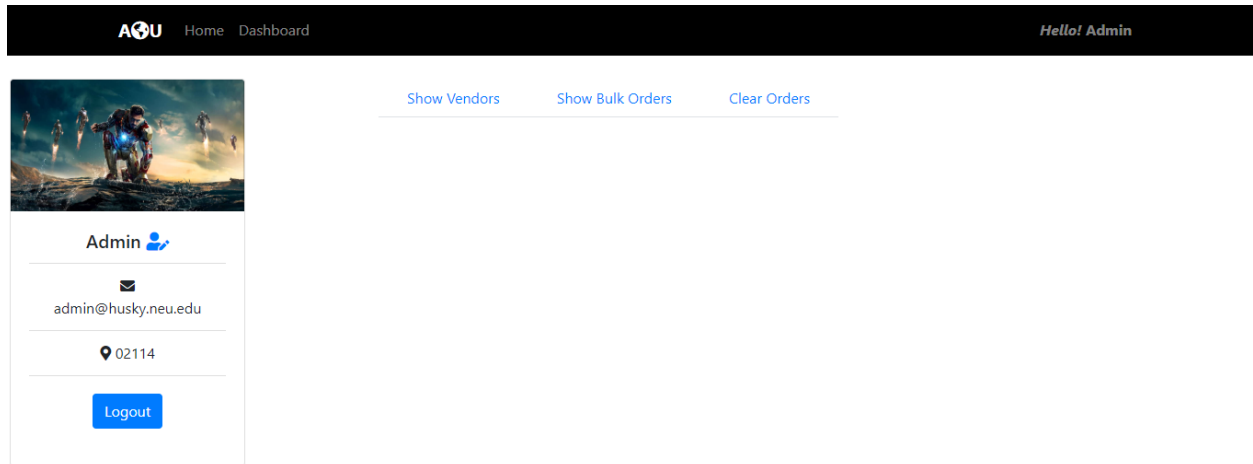 A U Home Dashboard Hello! Admin
Show Vendors Show Bulk Orders Clear Orders
Admin
admin@husky.neu.edu
02114
Logout